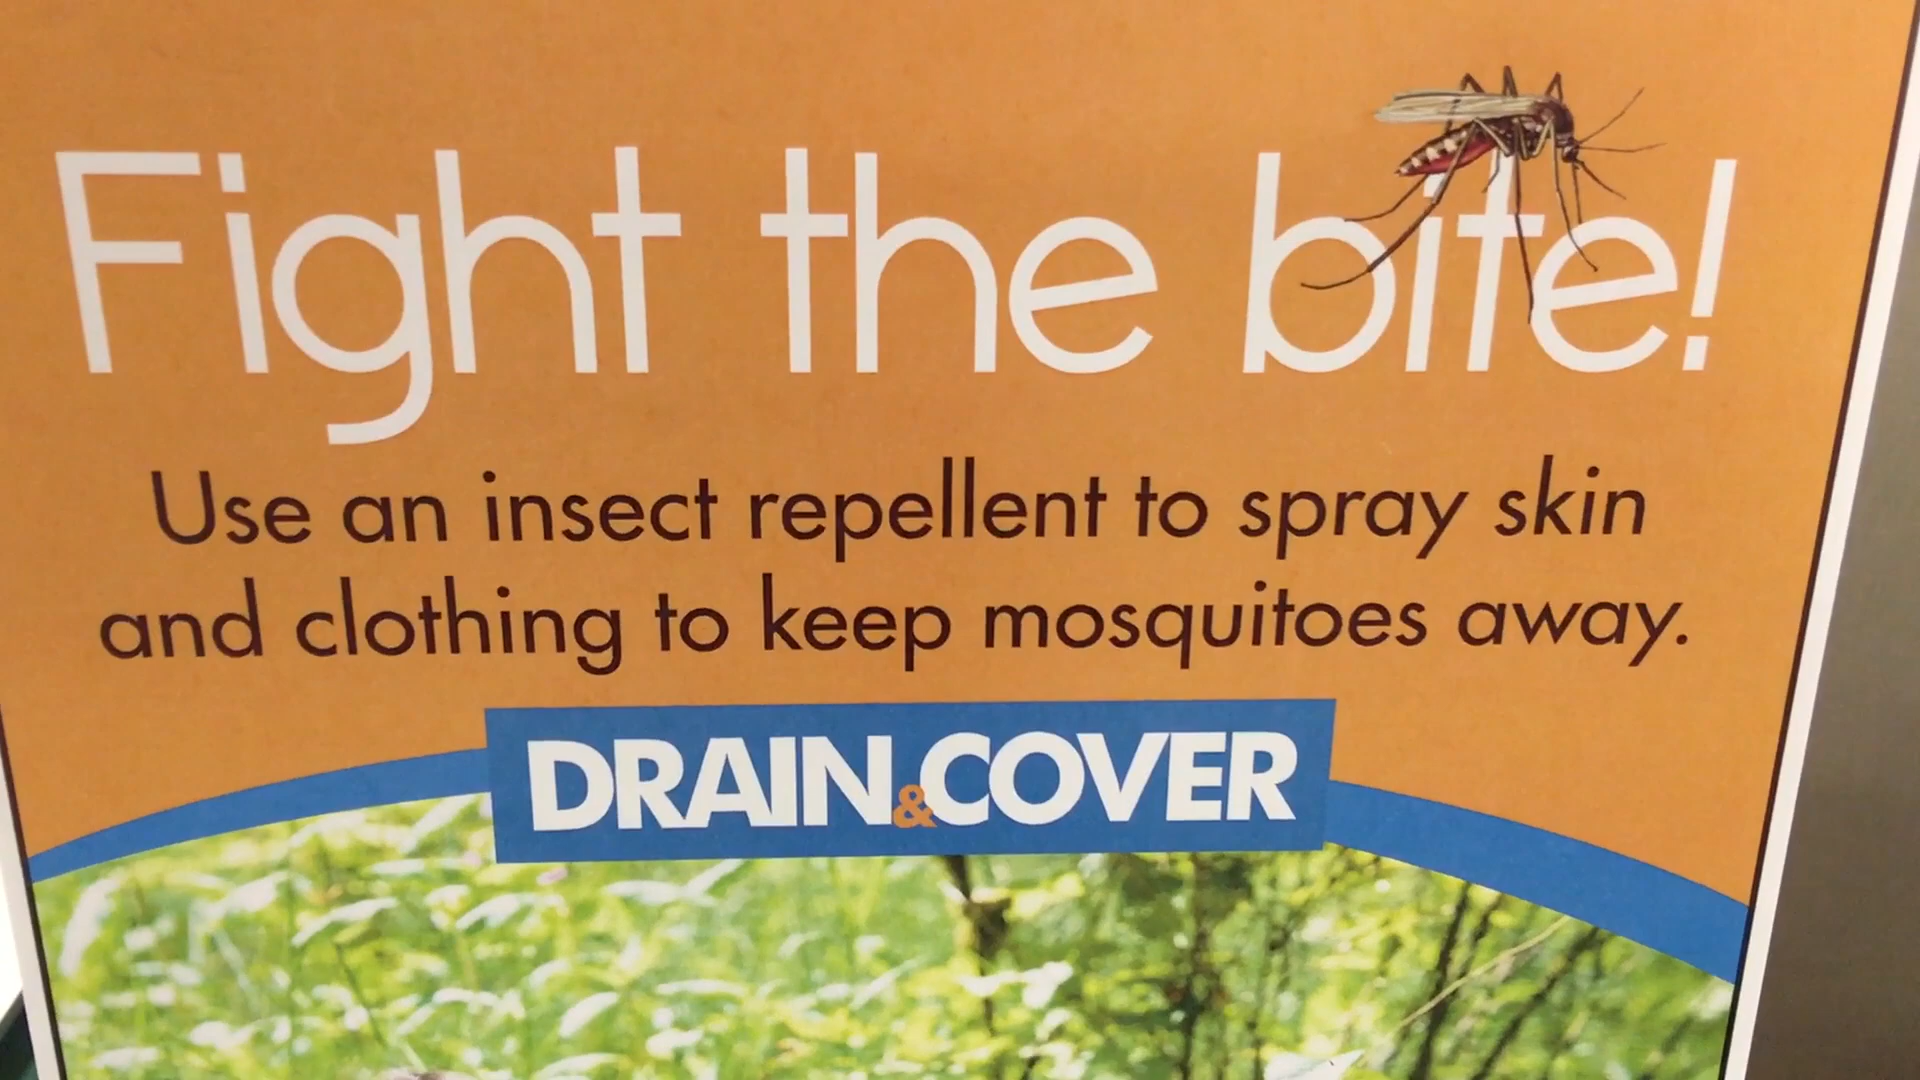 Fight the bite!
Use an insect repellent to spray skin
and clothing to keep mosquitoes away.
DRAIN & COVER